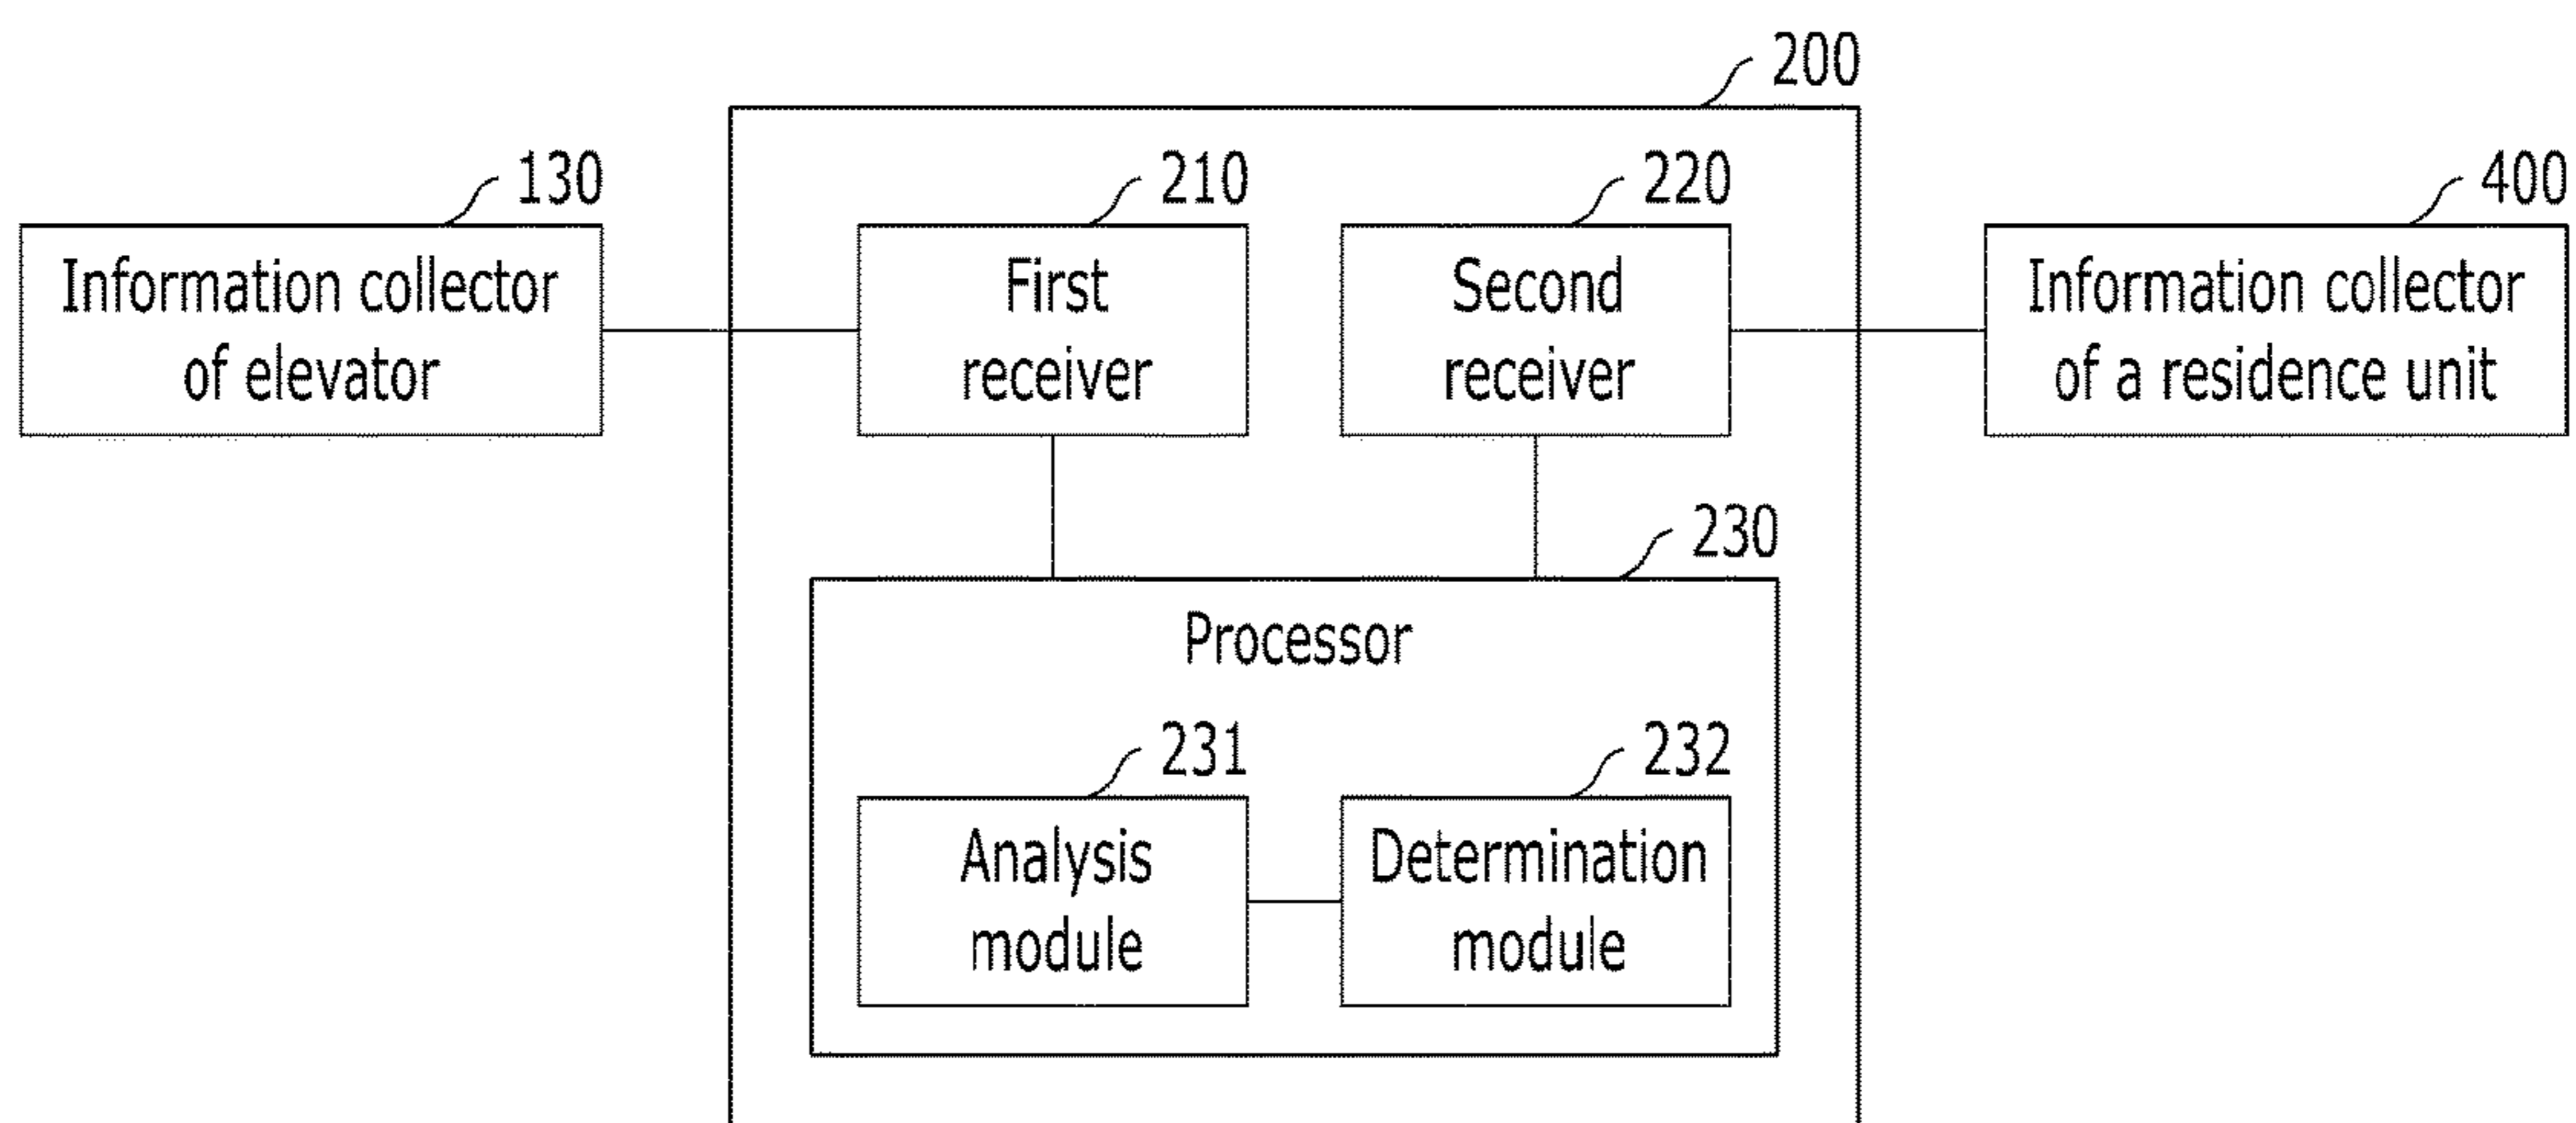 200
130
210
220
400
Information collector
of elevator
First
receiver
Second
receiver
Information collector
of a residence unit
230
Processor
231
232
Analysis
module
Determination
module